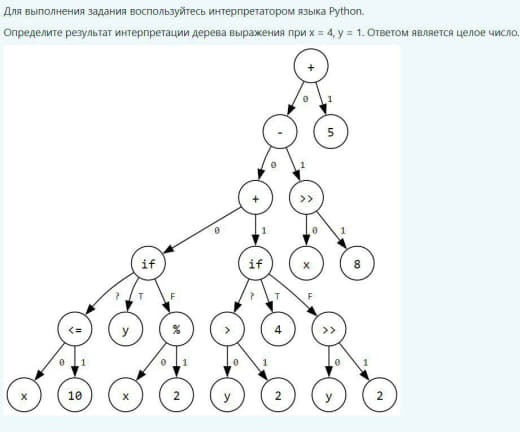 Для выполнения задания воспользуйтесь интерпретатором языка Python.
Определите результат интерпретации дерева выражения при x = 4, y = 1. Ответом является целое число.
+
0 1
- 5
0 1
+ >>
0 1 0 1
if if x 8
? T F ? T F
<= y % > 4 >>
0 1 0 1 0 1 0 1
x 10 x 2 y 2 y 2